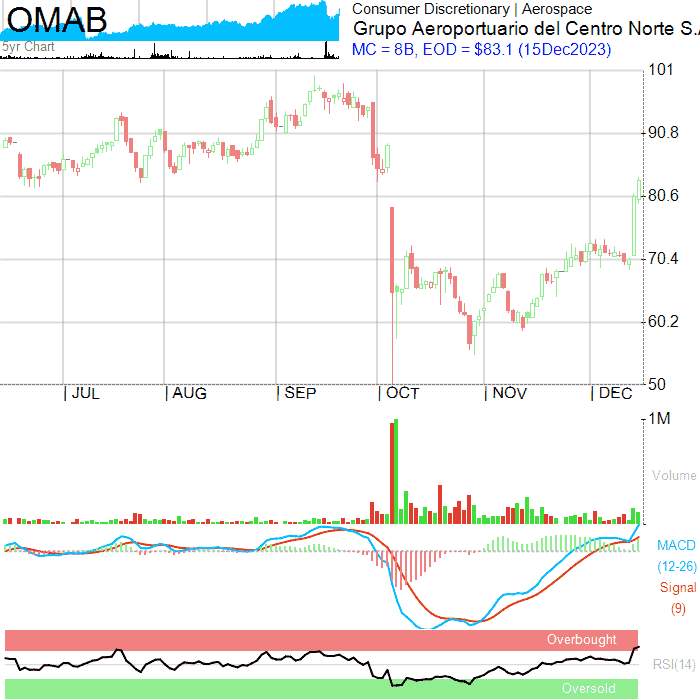 OMAB
5yr Chart
Consumer Discretionary | Aerospace
Grupo Aeroportuario del Centro Norte S.
MC = 8B, EOD = $83.1 (15Dec2023)
101
90.8
80.6
70.4
60.2
50
| JUL | AUG | SEP | OCT | NOV | DEC
1M
Volume
MACD
(12-26)
Signal
(9)
Overbought
RSI(14)
Oversold